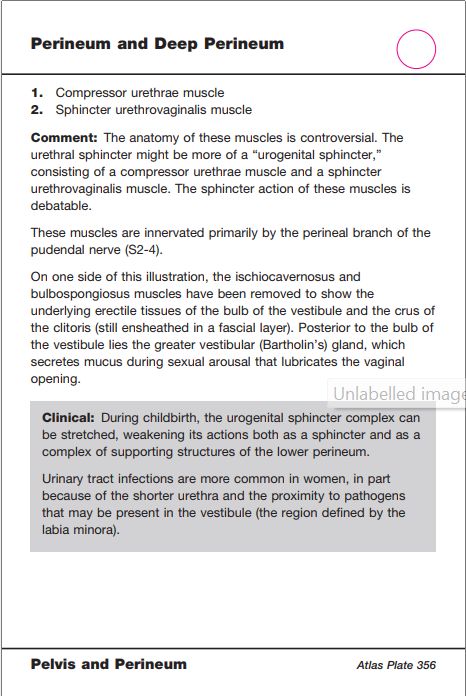 Perineum and Deep Perineum
1. Compressor urethrae muscle
2. Sphincter urethrovaginalis muscle
Comment: The anatomy of these muscles is controversial. The
urethral sphincter might be more of a “urogenital sphincter,”
consisting of a compressor urethrae muscle and a sphincter
urethrovaginalis muscle. The sphincter action of these muscles is
debatable.
These muscles are innervated primarily by the perineal branch of the
pudendal nerve (S2-4).
On one side of this illustration, the ischiocavernosus and
bulbospongiosus muscles have been removed to show the
underlying erectile tissues of the bulb of the vestibule and the crus of
the clitoris (still ensheathed in a fascial layer). Posterior to the bulb of
the vestibule lies the greater vestibular (Bartholin’s) gland, which
secretes mucus during sexual arousal that lubricates the vaginal
opening.
Unlabelled image
Clinical: During childbirth, the urogenital sphincter complex can
be stretched, weakening its actions both as a sphincter and as a
complex of supporting structures of the lower perineum.
Urinary tract infections are more common in women, in part
because of the shorter urethra and the proximity to pathogens
that may be present in the vestibule (the region defined by the
labia minora).
Pelvis and Perineum
Atlas Plate 356